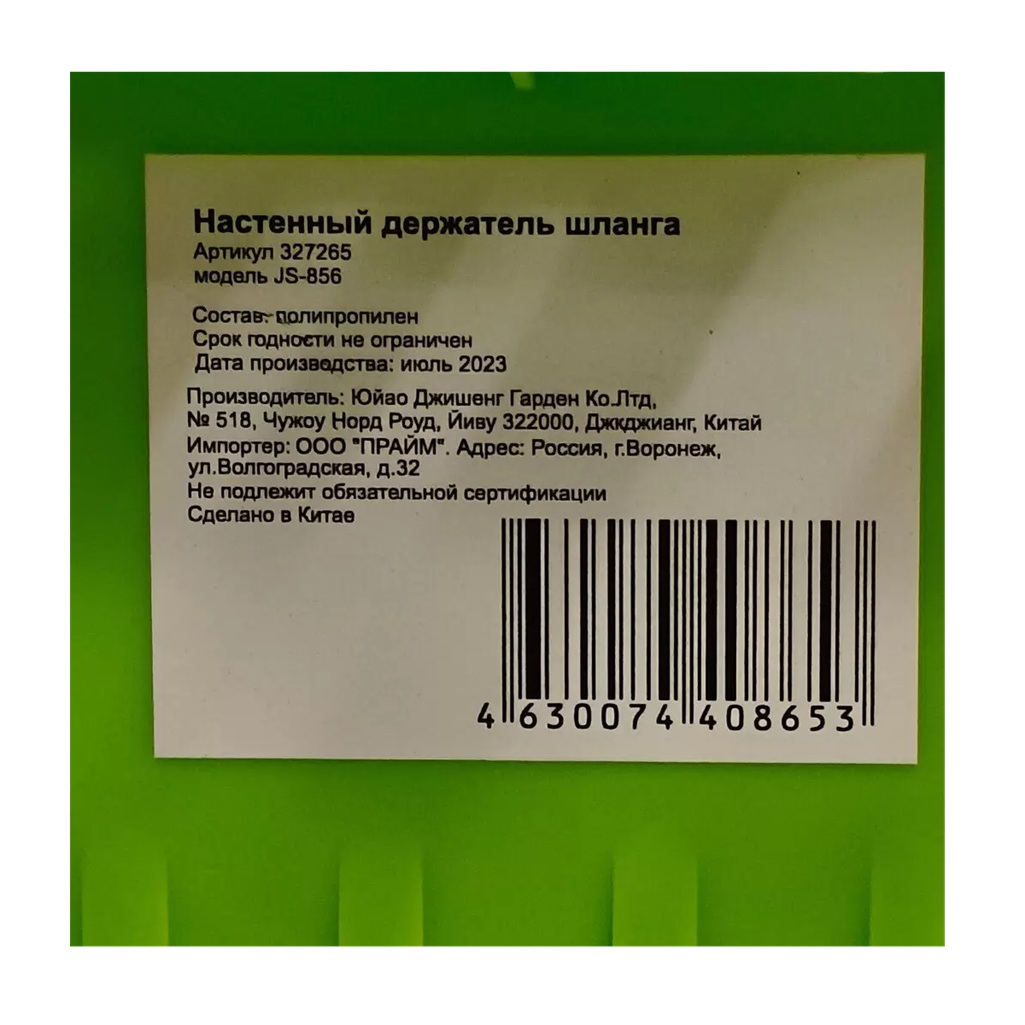 Настенный держатель шланга
Артикул 327265
модель JS-856
Состав: полипропилен
Срок годности не ограничен
Дата производства: июль 2023
Производитель: Юйао Джишенг Гарден Ко.Лтд,
№ 518, Чужоу Норд Роуд, Йиву 322000, Джкджианг, Китай
Импортер: ООО "ПРАЙМ". Адрес: Россия, г.Воронеж,
ул.Волгоградская, д.32
Не подлежит обязательной сертификации
Сделано в Китае
4 630074 408653